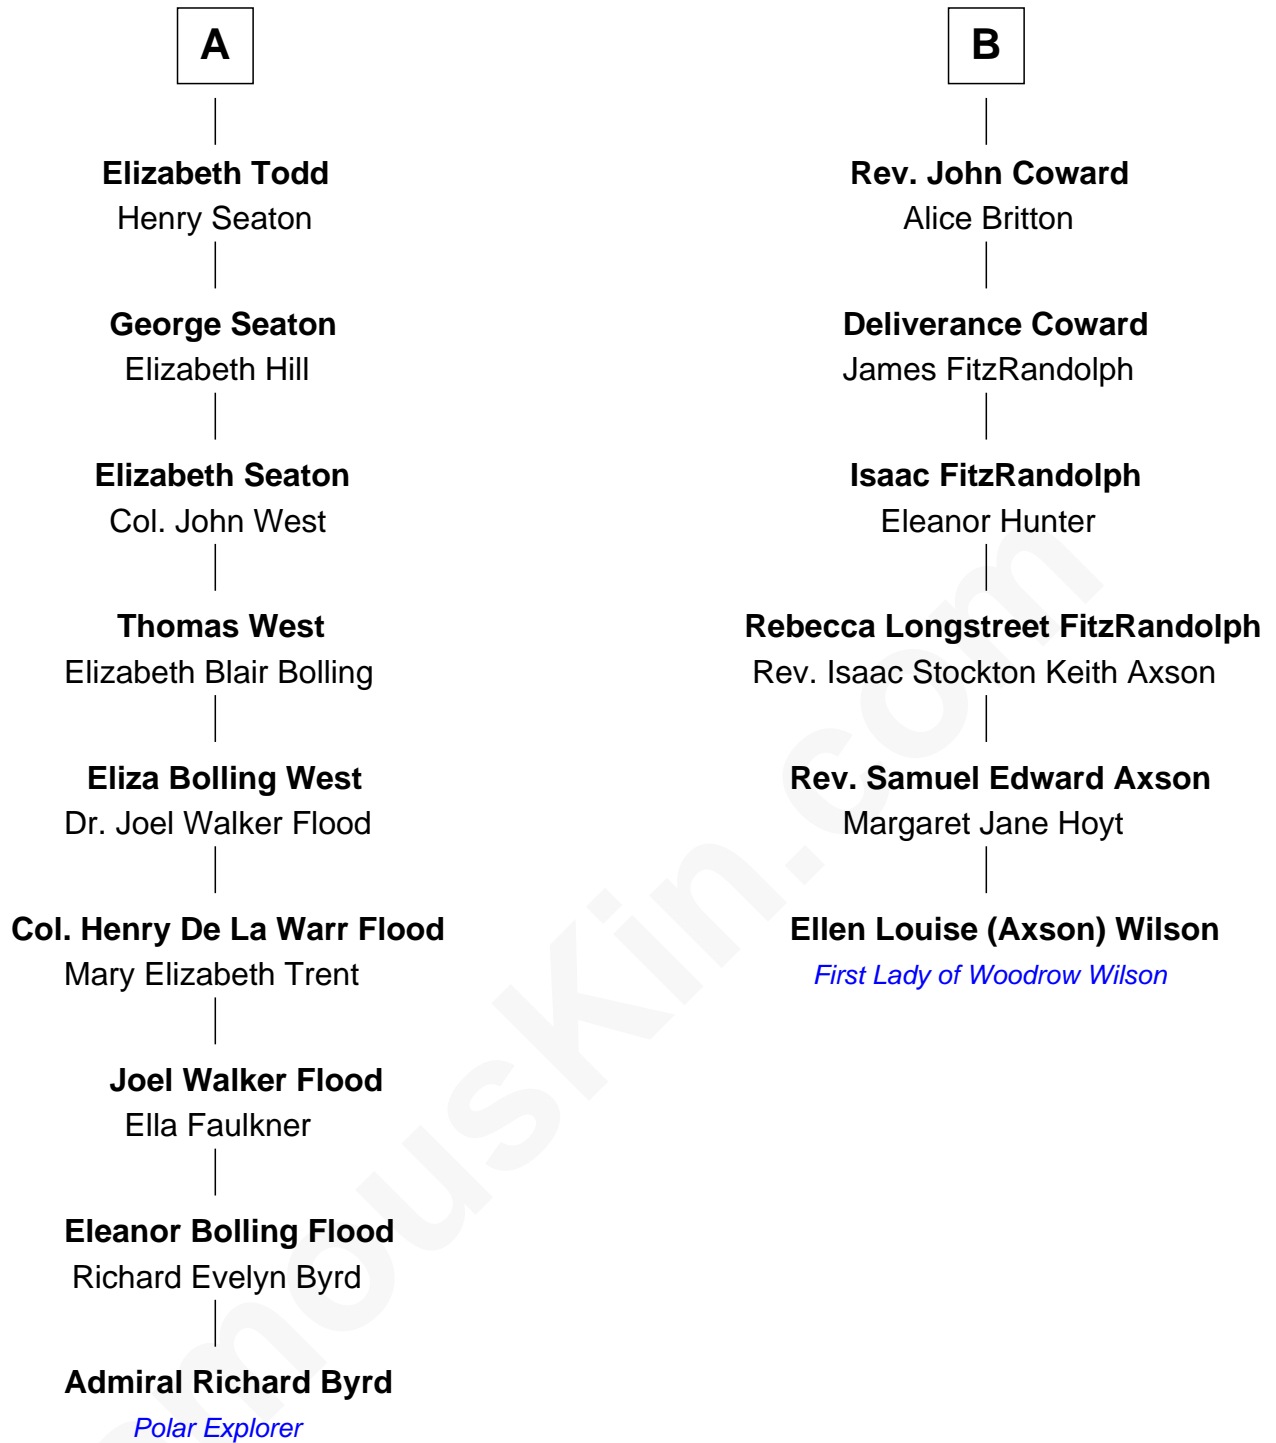 A
Elizabeth Todd
Henry Seaton
George Seaton
Elizabeth Hill
Elizabeth Seaton
Col. John West
Thomas West
Elizabeth Blair Bolling
Eliza Bolling West
Dr. Joel Walker Flood
Col. Henry De La Warr Flood
Mary Elizabeth Trent
Joel Walker Flood
Ella Faulkner
Eleanor Bolling Flood
Richard Evelyn Byrd
Admiral Richard Byrd
Polar Explorer
B
Rev. John Coward
Alice Britton
Deliverance Coward
James FitzRandolph
Isaac FitzRandolph
Eleanor Hunter
Rebecca Longstreet FitzRandolph
Rev. Isaac Stockton Keith Axson
Rev. Samuel Edward Axson
Margaret Jane Hoyt
Ellen Louise (Axson) Wilson
First Lady of Woodrow Wilson
mouskin.com